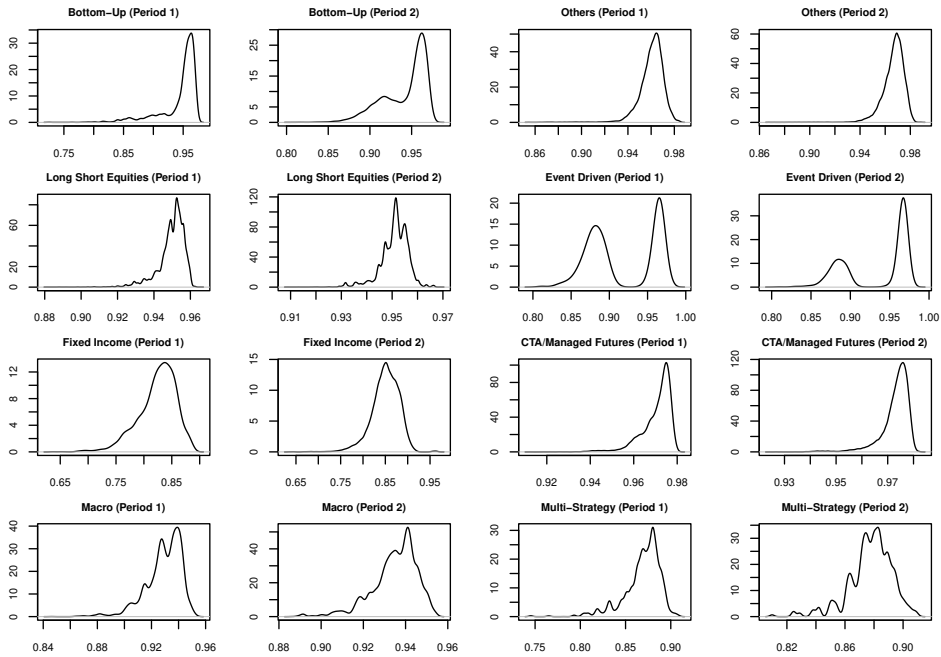 Bottom−Up (Period 1)
0 10 20 30
0.75 0.85 0.95
Bottom−Up (Period 2)
0 5 15 25
0.80 0.90 0.95
Others (Period 1)
0 20 40
0.86 0.90 0.94 0.98
Others (Period 2)
0 20 40 60
0.86 0.90 0.94 0.98
Long Short Equities (Period 1)
0 20 60
0.88 0.90 0.92 0.94 0.96
Long Short Equities (Period 2)
0 40 80 120
0.91 0.93 0.95 0.97
Event Driven (Period 1)
0 5 10 15 20
0.80 0.85 0.90 0.95 1.00
Event Driven (Period 2)
0 10 20 30
0.80 0.85 0.90 0.95 1.00
Fixed Income (Period 1)
0 4 8 12
0.65 0.75 0.85
Fixed Income (Period 2)
0 5 10 15
0.65 0.75 0.85 0.95
CTA/Managed Futures (Period 1)
0 40 80
0.92 0.94 0.96 0.98
CTA/Managed Futures (Period 2)
0 40 80 120
0.93 0.95 0.97
Macro (Period 1)
0 10 20 30 40
0.84 0.88 0.92 0.96
Macro (Period 2)
0 20 40
0.88 0.90 0.92 0.94 0.96
Multi−Strategy (Period 1)
0 10 20 30
0.75 0.80 0.85 0.90
Multi−Strategy (Period 2)
0 10 20 30
0.82 0.86 0.90